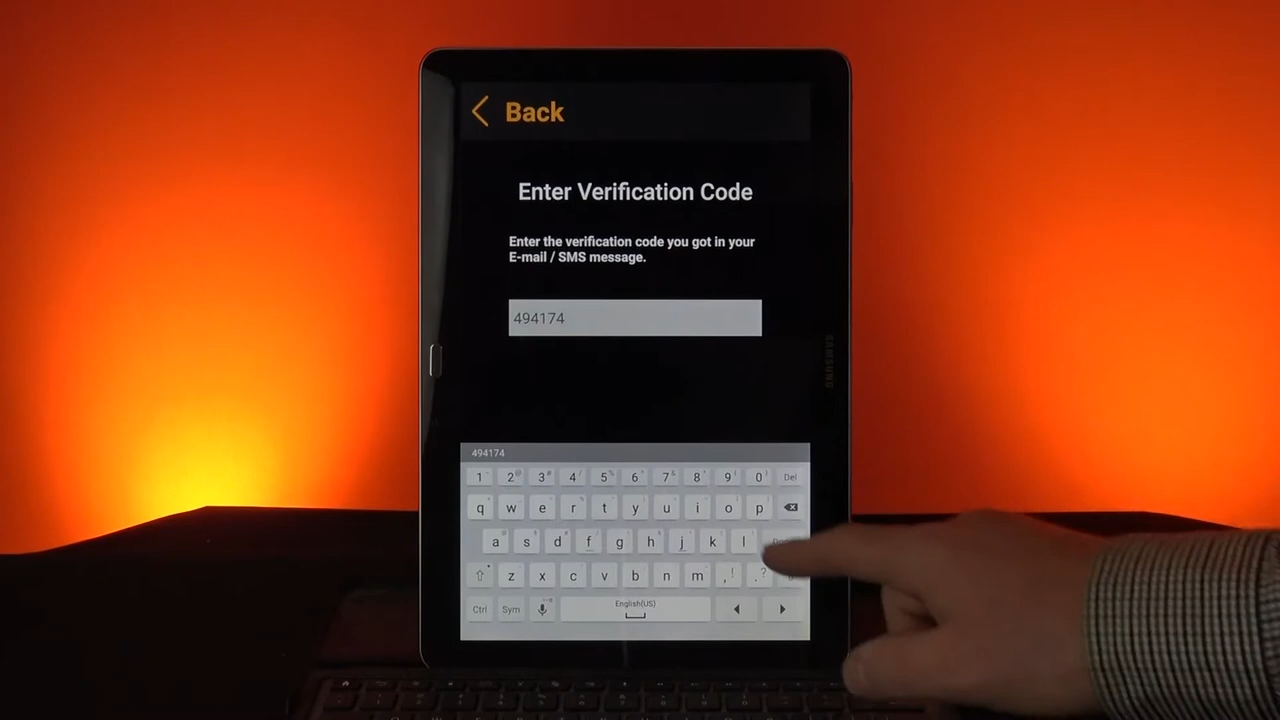 Back
Enter Verification Code
Enter the verification code you got in your
E-mail / SMS message.
494174
SAMSUNG
494174
1 2 3 4 5 6 7 8 9 0 Del
q w e r t y u i o p
a s d f g h j k l
z x c v b n m , ! . ?
Ctrl Sym English(US)